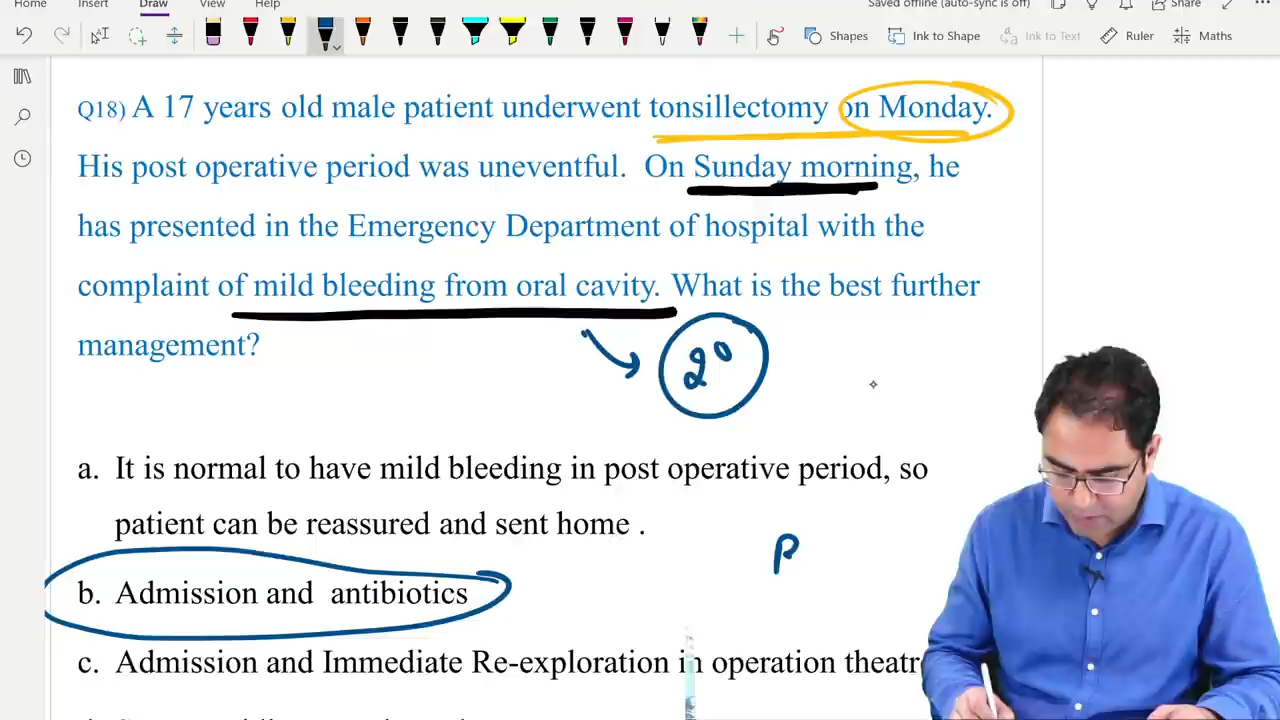 Home Insert Draw View Help Saved offline (auto-sync is off) Share
Ink to Shape Shapes Ink to Text Ruler Maths
Q18) A 17 years old male patient underwent tonsillectomy on Monday.
His post operative period was uneventful. On Sunday morning, he
has presented in the Emergency Department of hospital with the
complaint of mild bleeding from oral cavity. What is the best further
management?
2⁰
a. It is normal to have mild bleeding in post operative period, so
patient can be reassured and sent home .
R
b. Admission and antibiotics
c. Admission and Immediate Re-exploration in operation theatre